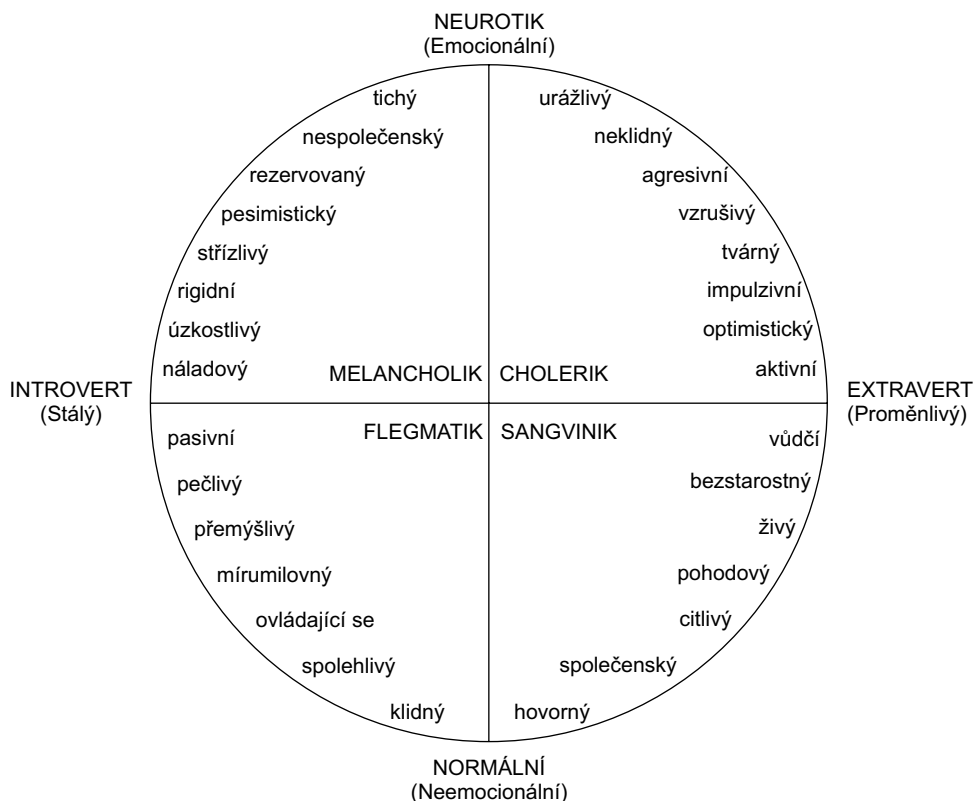 NEUROTIK
(Emocionální)
tichý
urážlivý
nespolečenský
neklidný
rezervovaný
agresivní
pesimistický
vzrušivý
střízlivý
tvárný
rigidní
impulzivní
úzkostlivý
optimistický
náladový
MELANCHOLIK
CHOLERIK
aktivní
INTROVERT
(Stálý)
EXTRAVERT
(Proměnlivý)
pasivní
FLEGMATIK
SANGVINIK
vůdčí
pečlivý
bezstarostný
přemýšlivý
živý
mírumilovný
pohodový
ovládající se
citlivý
spolehlivý
společenský
klidný
hovorný
NORMÁLNÍ
(Neemocionální)